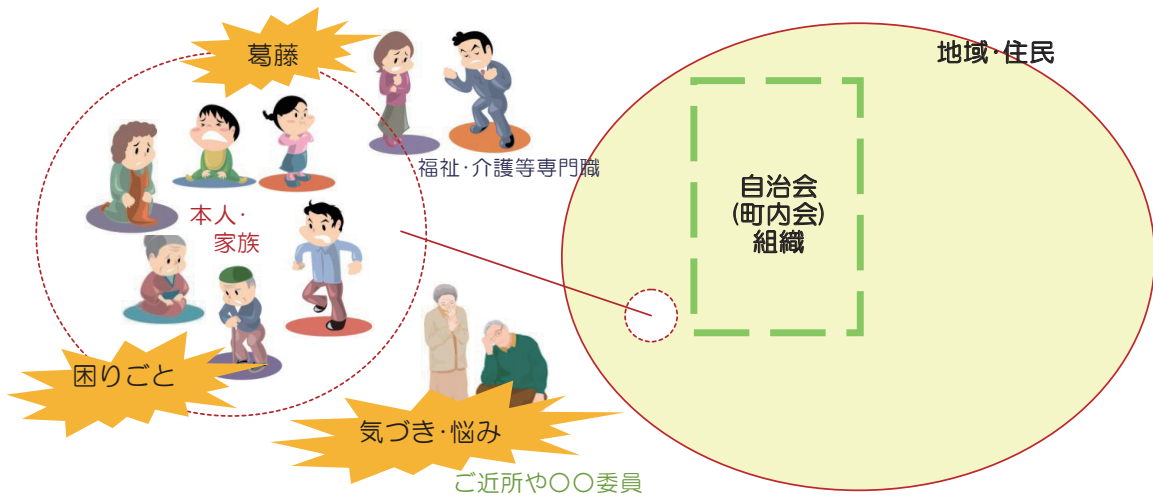 葛藤
地域・住民
福祉・介護等専門職
自治会
(町内会)
組織
本人・
家族
困りごと
気づき・悩み
ご近所や〇〇委員